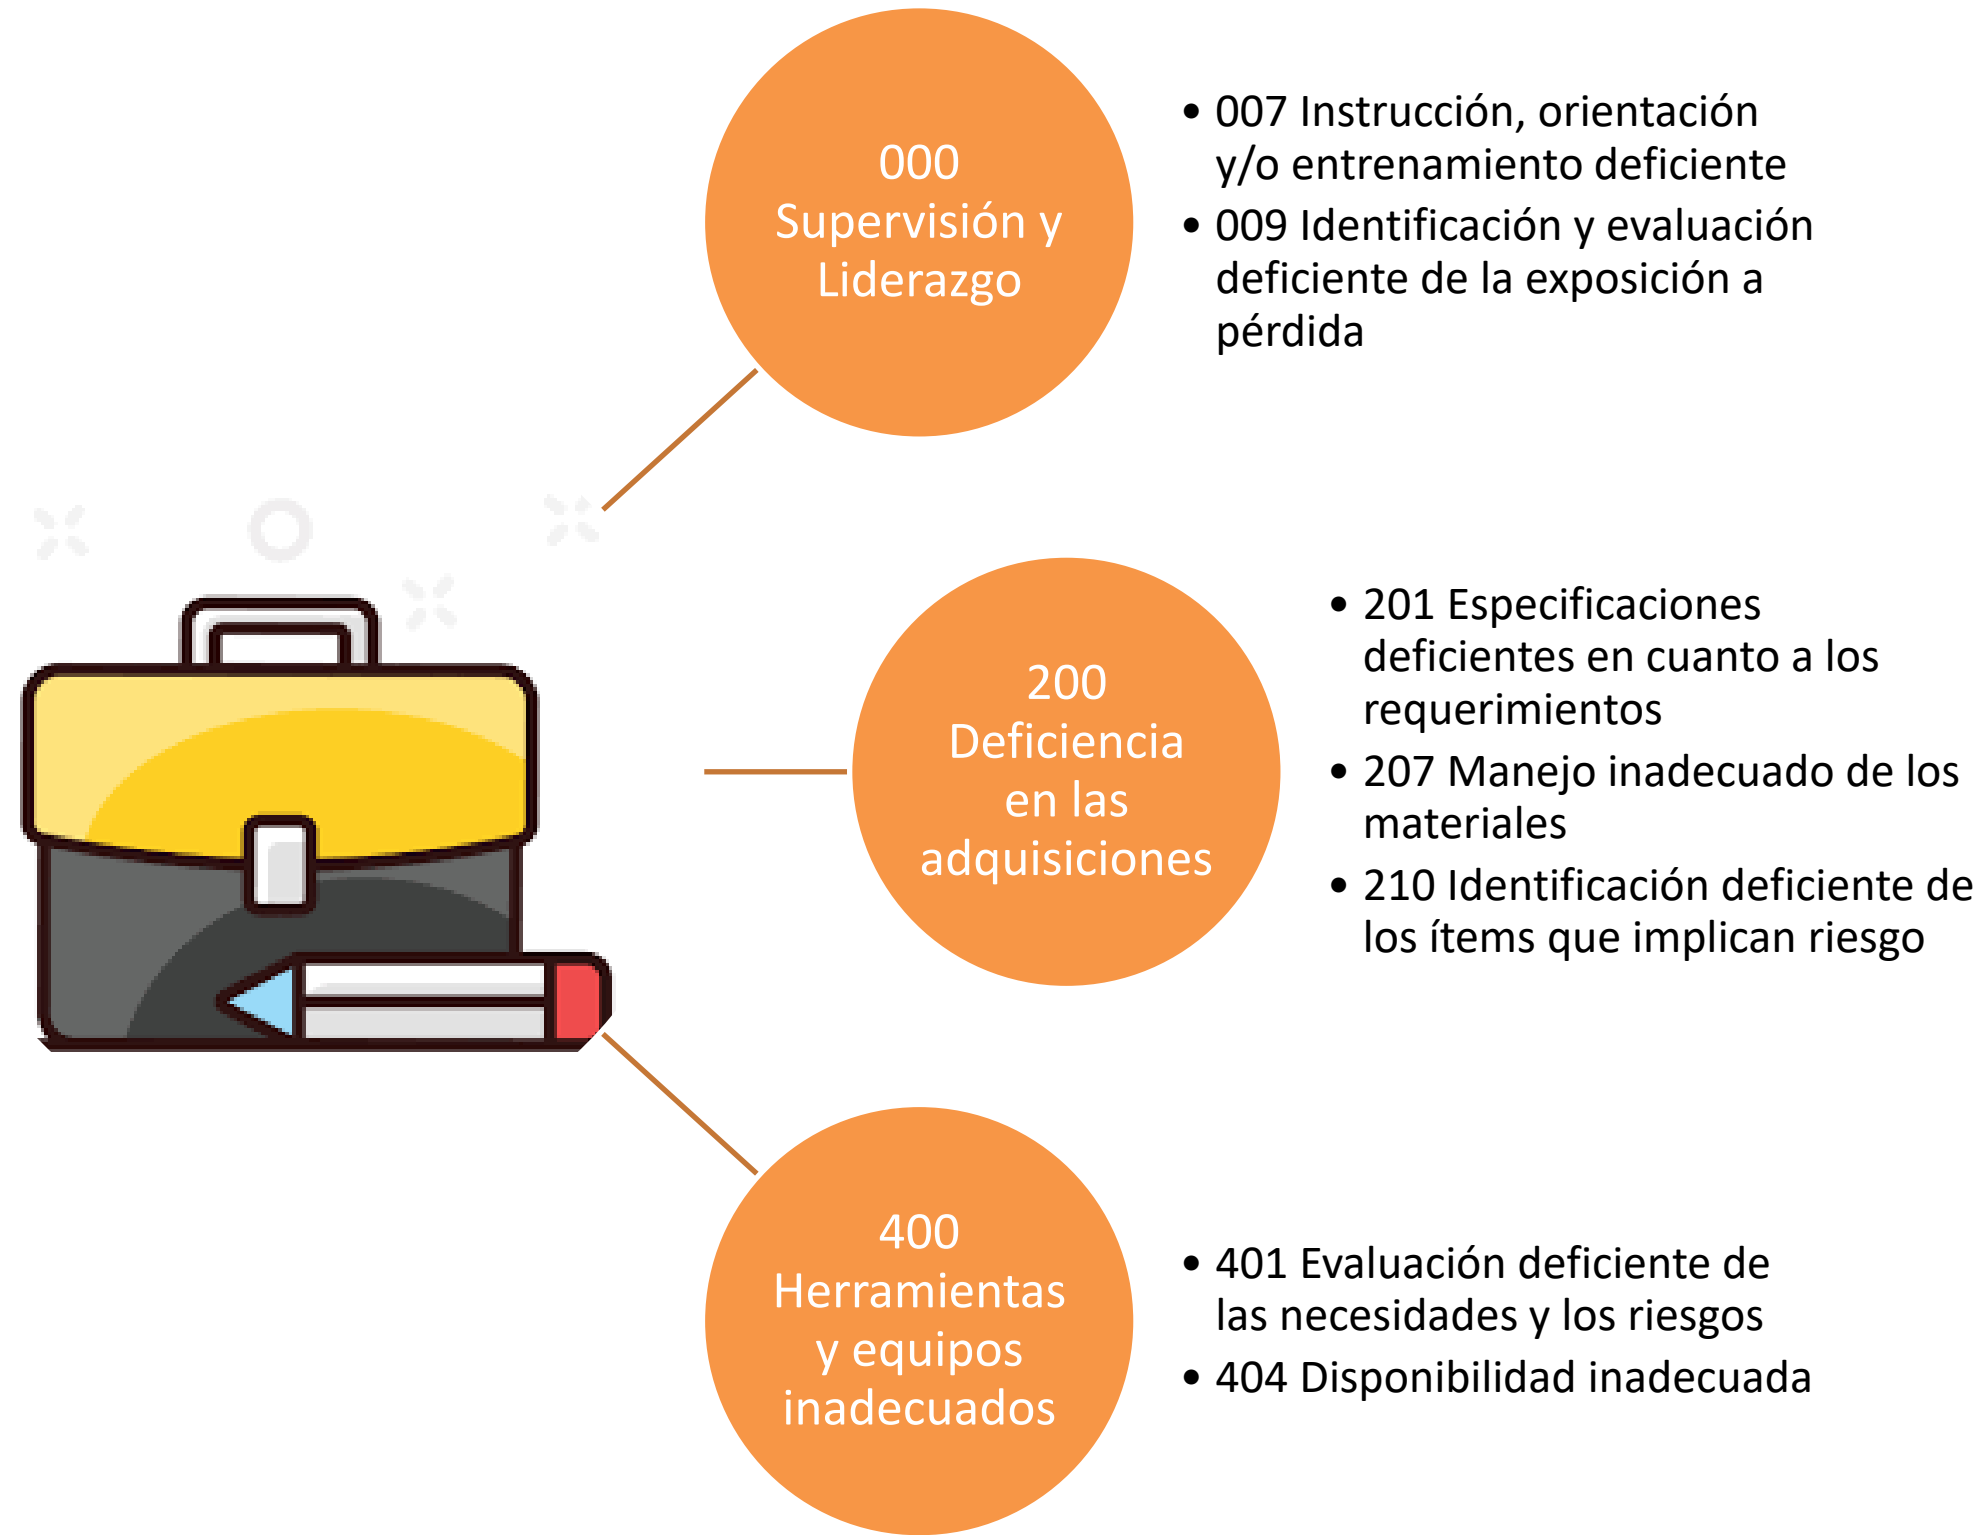 000
Supervisión y
Liderazgo
• 007 Instrucción, orientación
y/o entrenamiento deficiente
• 009 Identificación y evaluación
deficiente de la exposición a
pérdida
200
Deficiencia
en las
adquisiciones
• 201 Especificaciones
deficientes en cuanto a los
requerimientos
• 207 Manejo inadecuado de los
materiales
• 210 Identificación deficiente de
los ítems que implican riesgo
400
Herramientas
y equipos
inadecuados
• 401 Evaluación deficiente de
las necesidades y los riesgos
• 404 Disponibilidad inadecuada